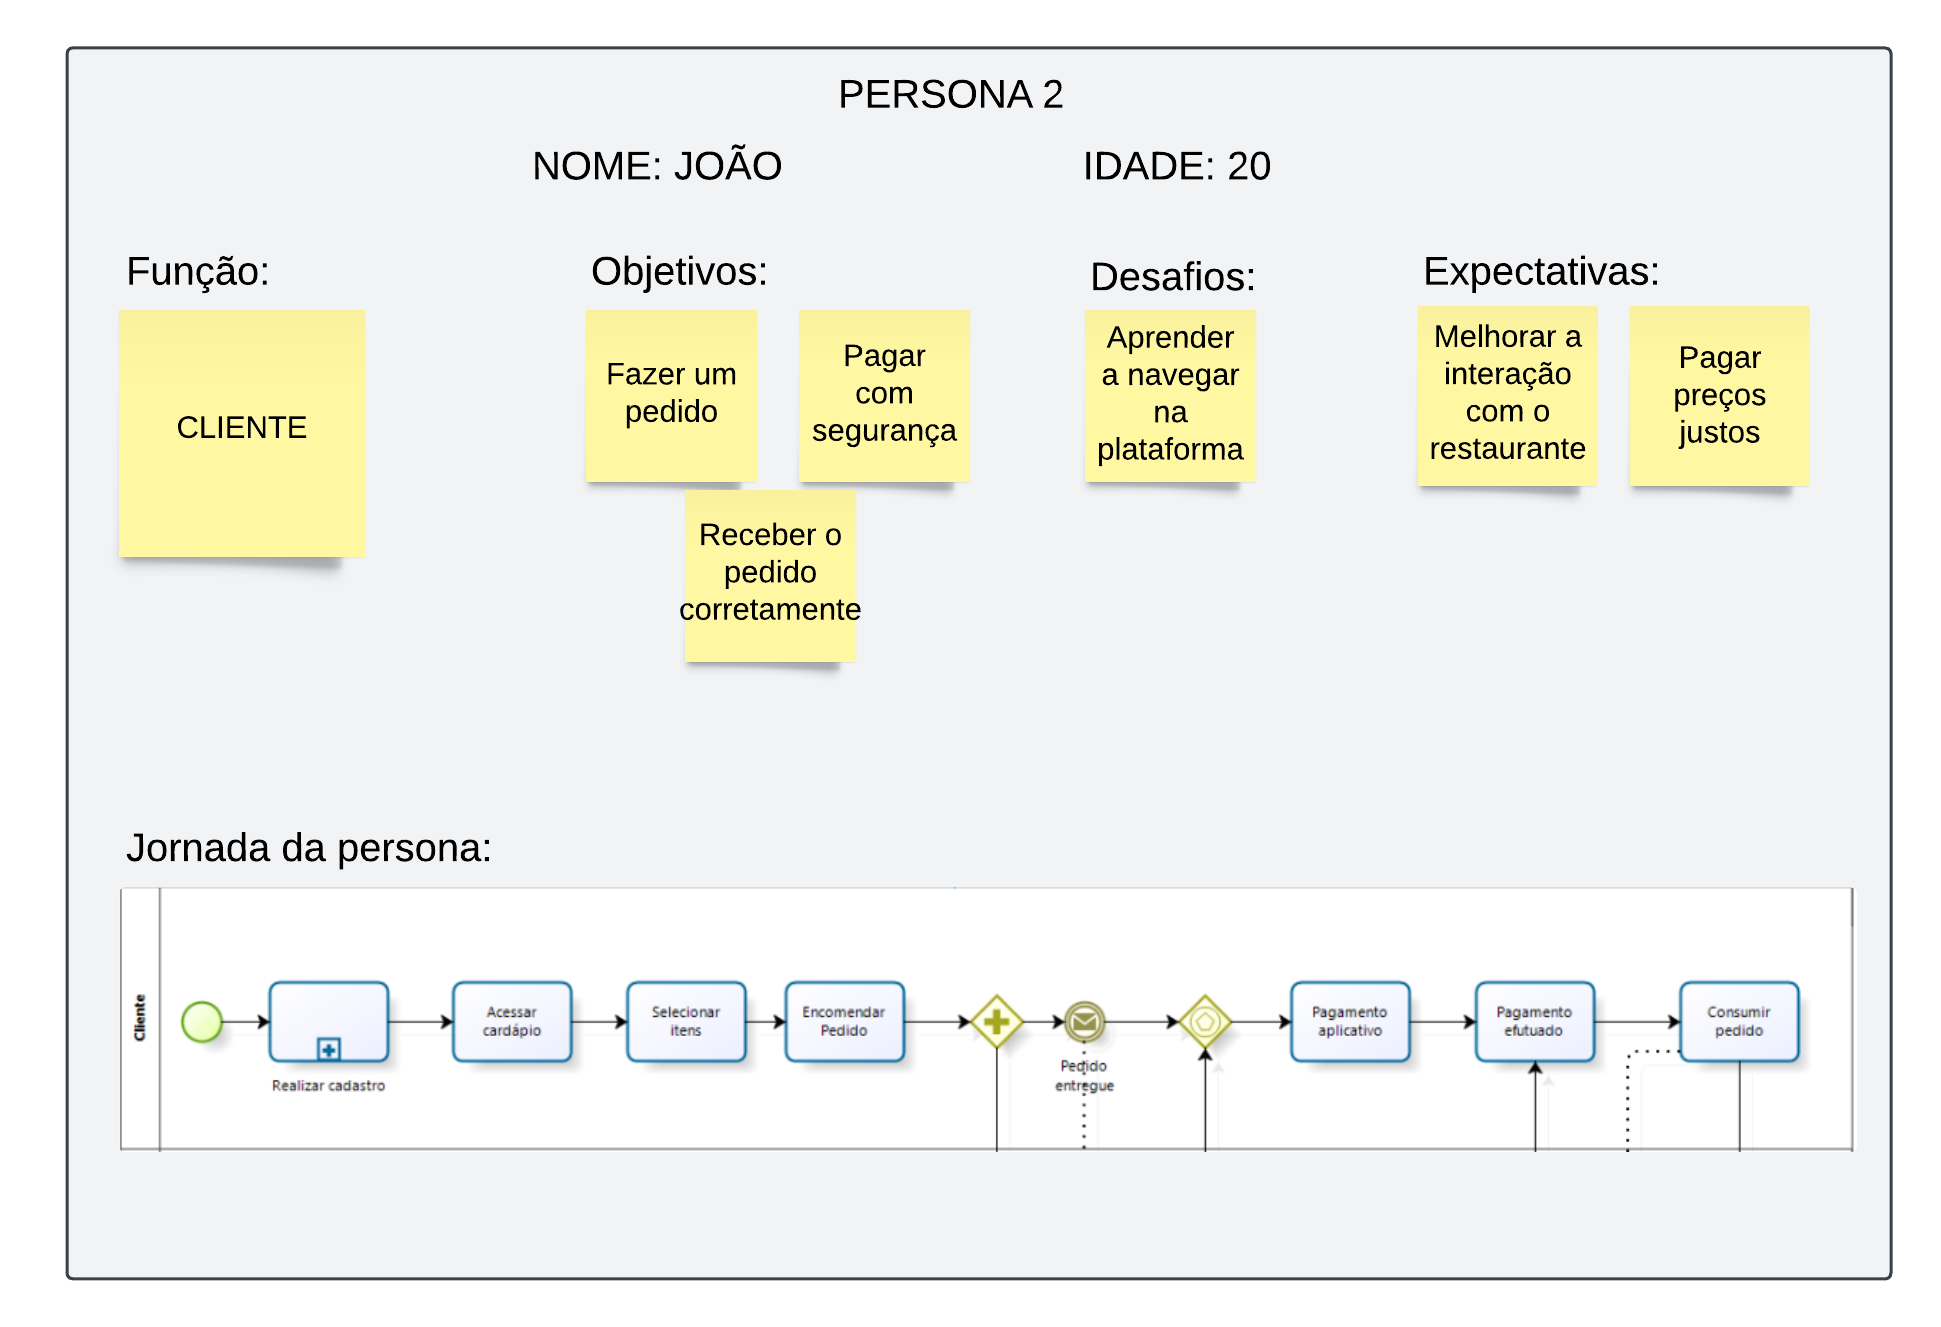 PERSONA 2
NOME: JOÃO
IDADE: 20
Função:
Objetivos:
Desafios:
Expectativas:
CLIENTE
Fazer um
pedido
Pagar
com
segurança
Receber o
pedido
corretamente
Aprender
a navegar
na
plataforma
Melhorar a
interação
com o
restaurante
Pagar
preços
justos
Jornada da persona:
Cliente
Realizar cadastro
Acessar
cardápio
Selecionar
itens
Encomendar
Pedido
Pedido
entregue
Pagamento
aplicativo
Pagamento
efutuado
Consumir
pedido